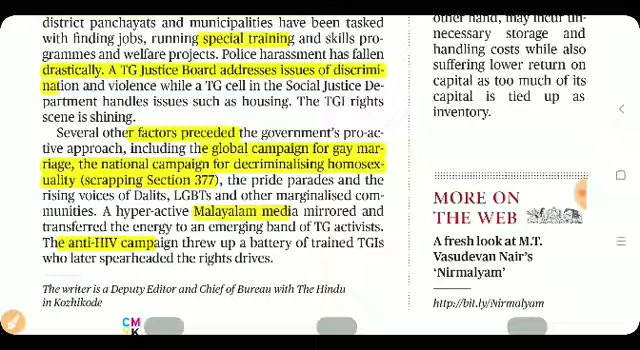 district panchayats and municipalities have been tasked
with finding jobs, running special training and skills pro-
grammes and welfare projects. Police harassment has fallen
drastically. A TG Justice Board addresses issues of discrimi-
nation and violence while a TG cell in the Social Justice De-
partment handles issues such as housing. The TGI rights
scene is shining.
Several other factors preceded the government's pro-ac-
tive approach, including the global campaign for gay mar-
riage, the national campaign for decriminalising homosex-
uality (scrapping Section 377), the pride parades and the
rising voices of Dalits, LGBTs and other marginalised com-
munities. A hyper-active Malayalam media mirrored and
transferred the energy to an emerging band of TG activists.
The anti-HIV campaign threw up a battery of trained TGIs
who later spearheaded the rights drives.
The writer is a Deputy Editor and Chief of Bureau with The Hindu
in Kozhikode
other hand, may incur un-
necessary storage and
handling costs while also
suffering lower return on
capital as too much of its
capital is tied up as
inventory.
MORE ON
THE WEB
A fresh look at M.T.
Vasudevan Nair's
'Nirmalyam'
http://bit.ly/Nirmalyam
CM
YK